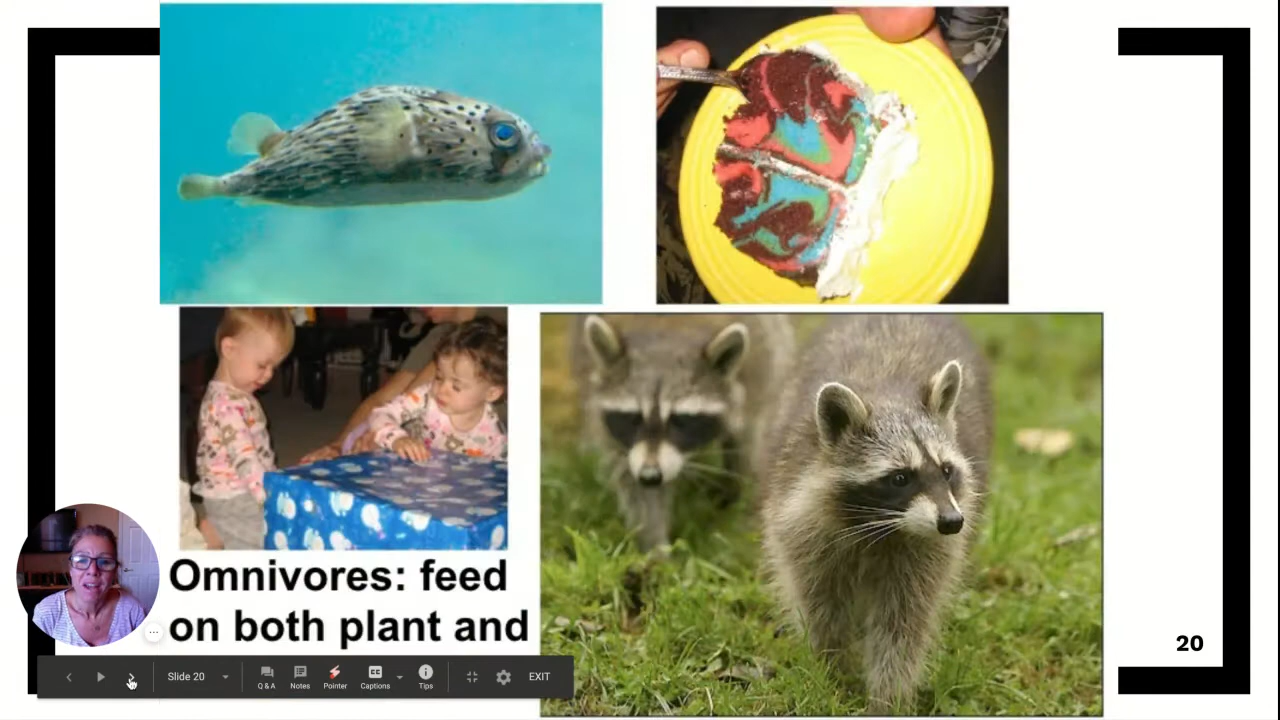 Omnivores: feed
on both plant and
20
Slide 20
Q & A
Notes
Pointer
Captions
Tips
EXIT